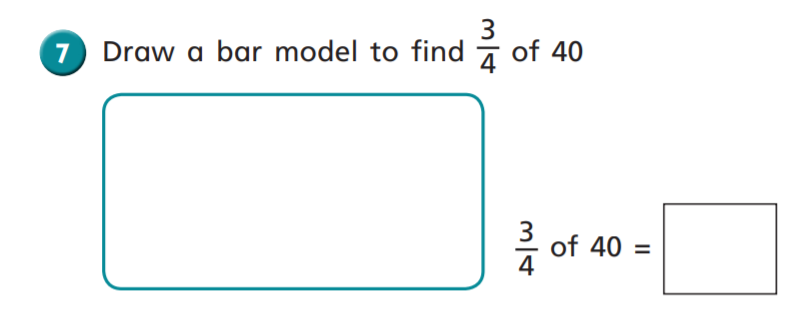 7 Draw a bar model to find 3/4 of 40
3/4 of 40 =